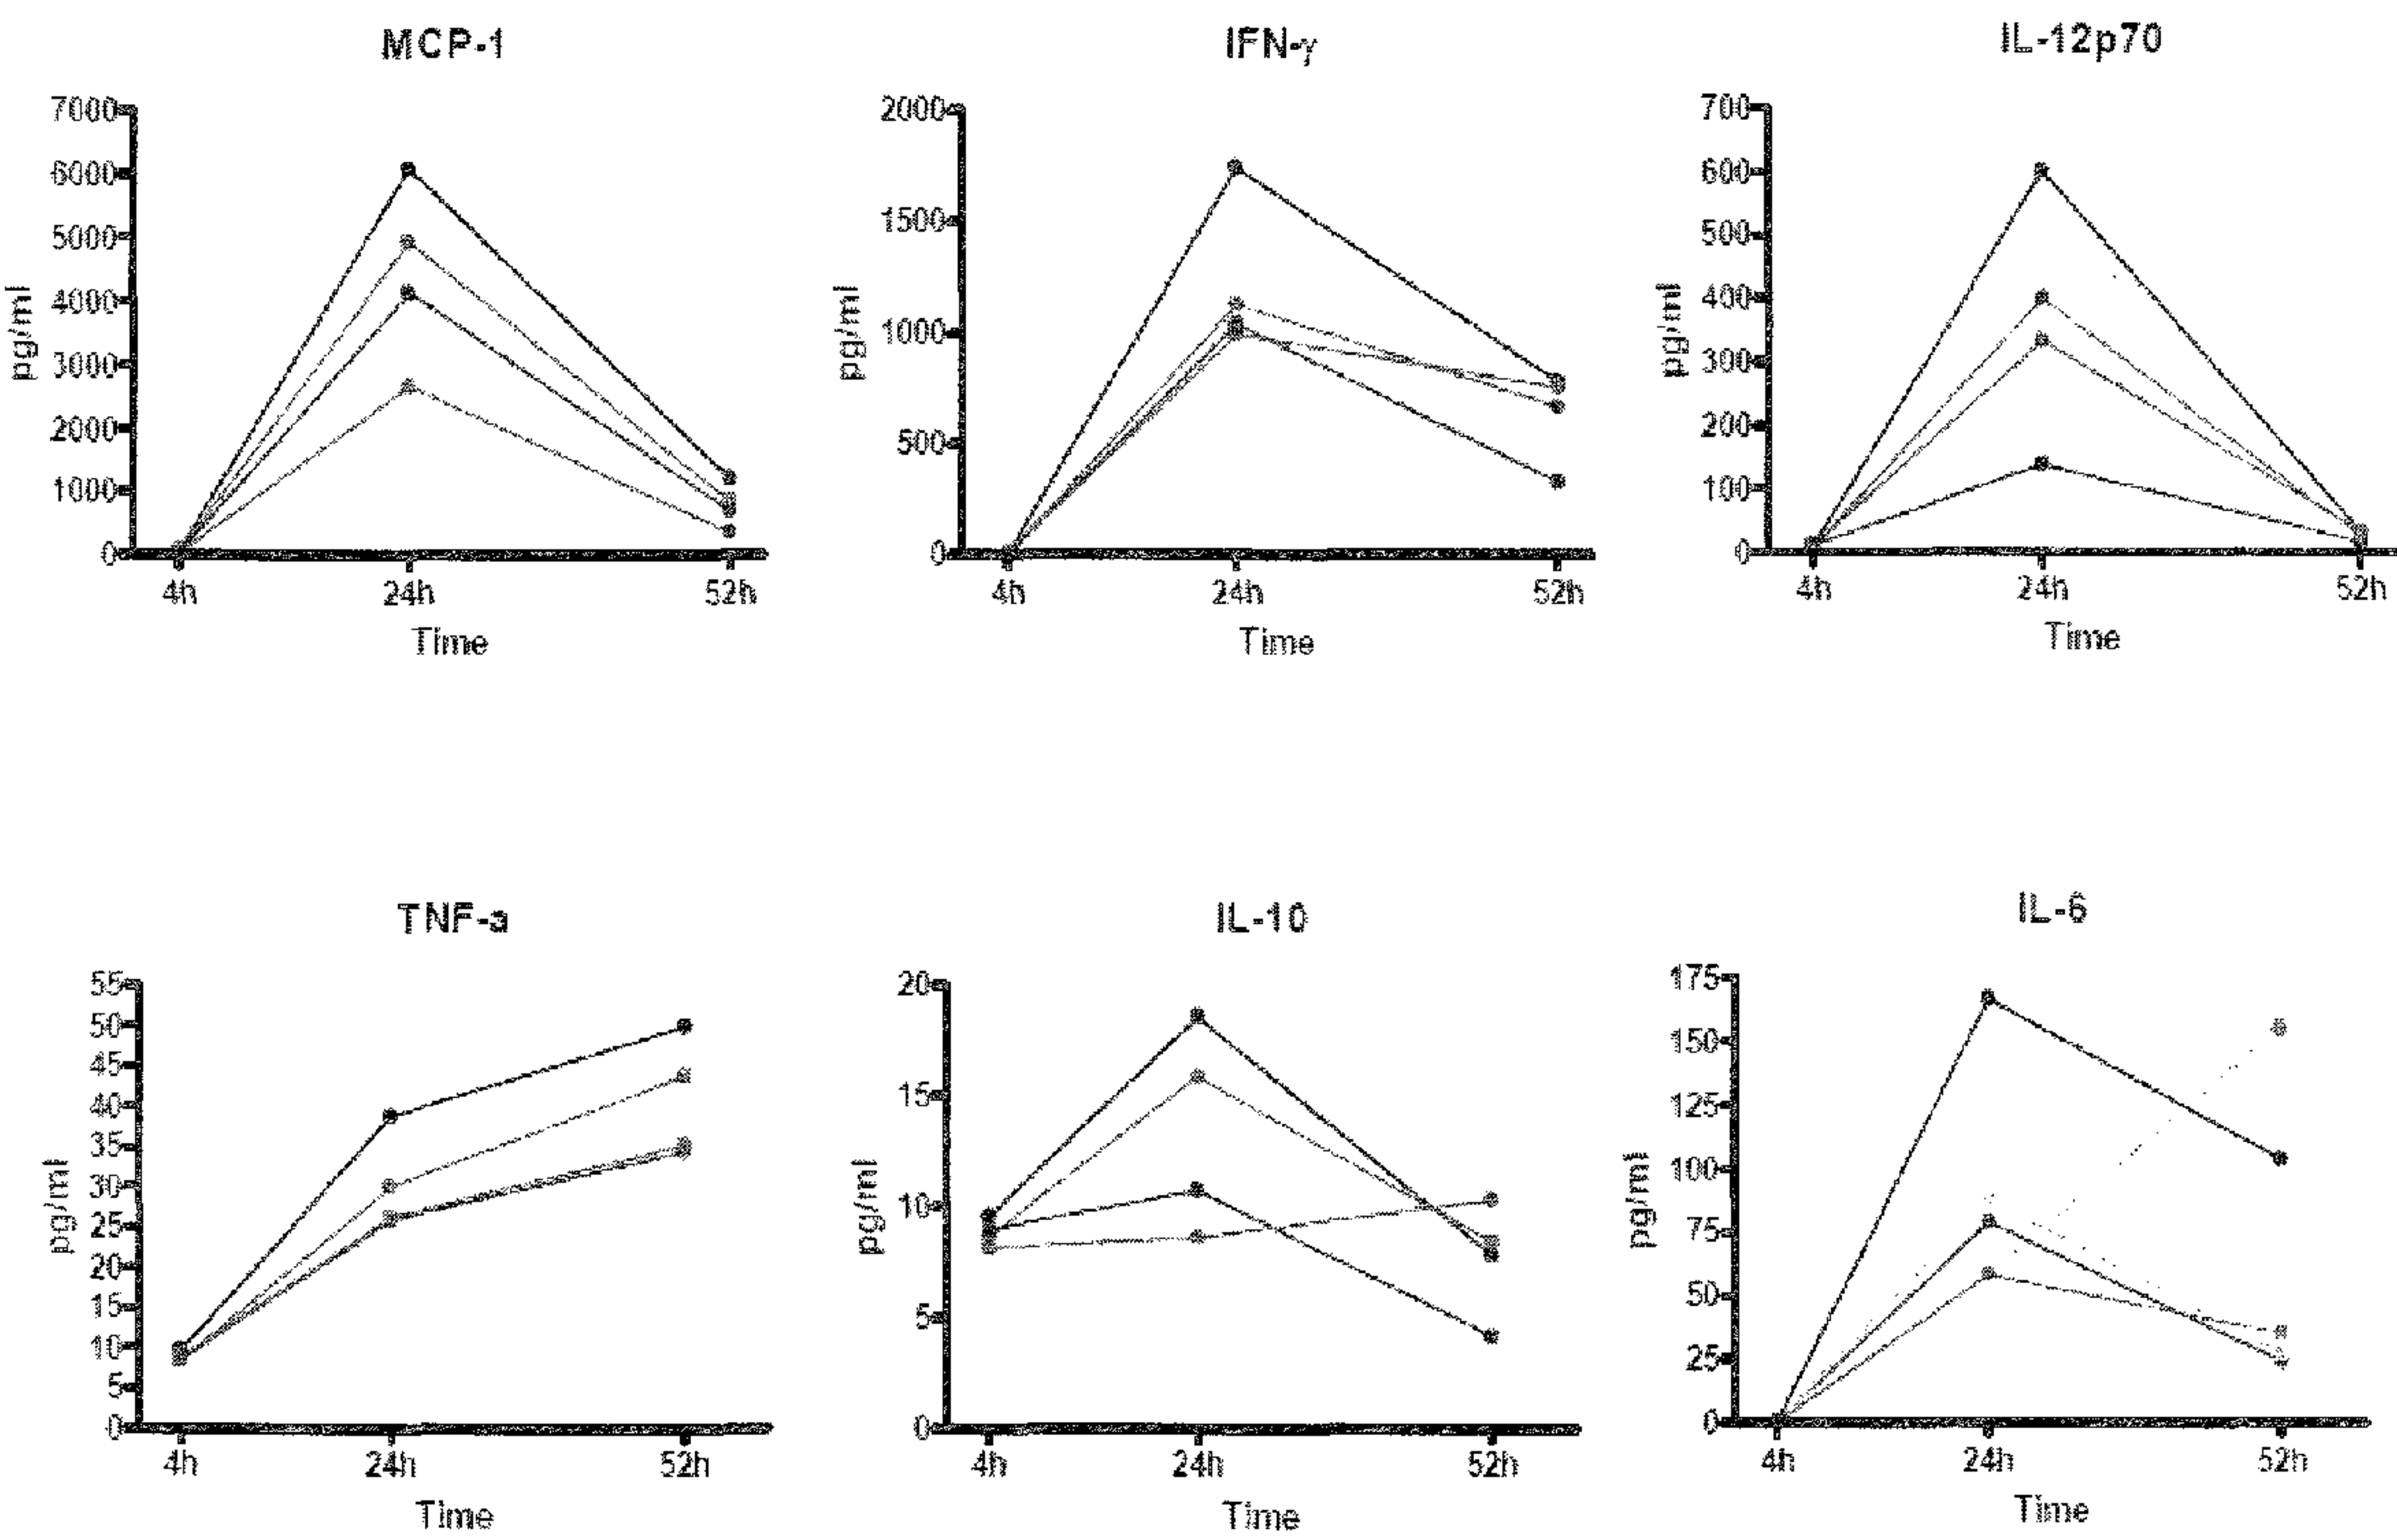 MCP-1
7000
6000
5000
4000
3000
2000
1000
0
pg/ml
4h 24h 52h
Time
IFN-γ
2000
1500
1000
500
0
pg/ml
4h 24h 52h
Time
IL-12p70
700
600
500
400
300
200
100
0
pg/ml
4h 24h 52h
Time
TNF-a
55
50
45
40
35
30
25
20
15
10
5
0
pg/ml
4h 24h 52h
Time
IL-10
20
15
10
5
0
pg/ml
4h 24h 52h
Time
IL-6
175
150
125
100
75
50
25
0
pg/ml
4h 24h 52h
Time